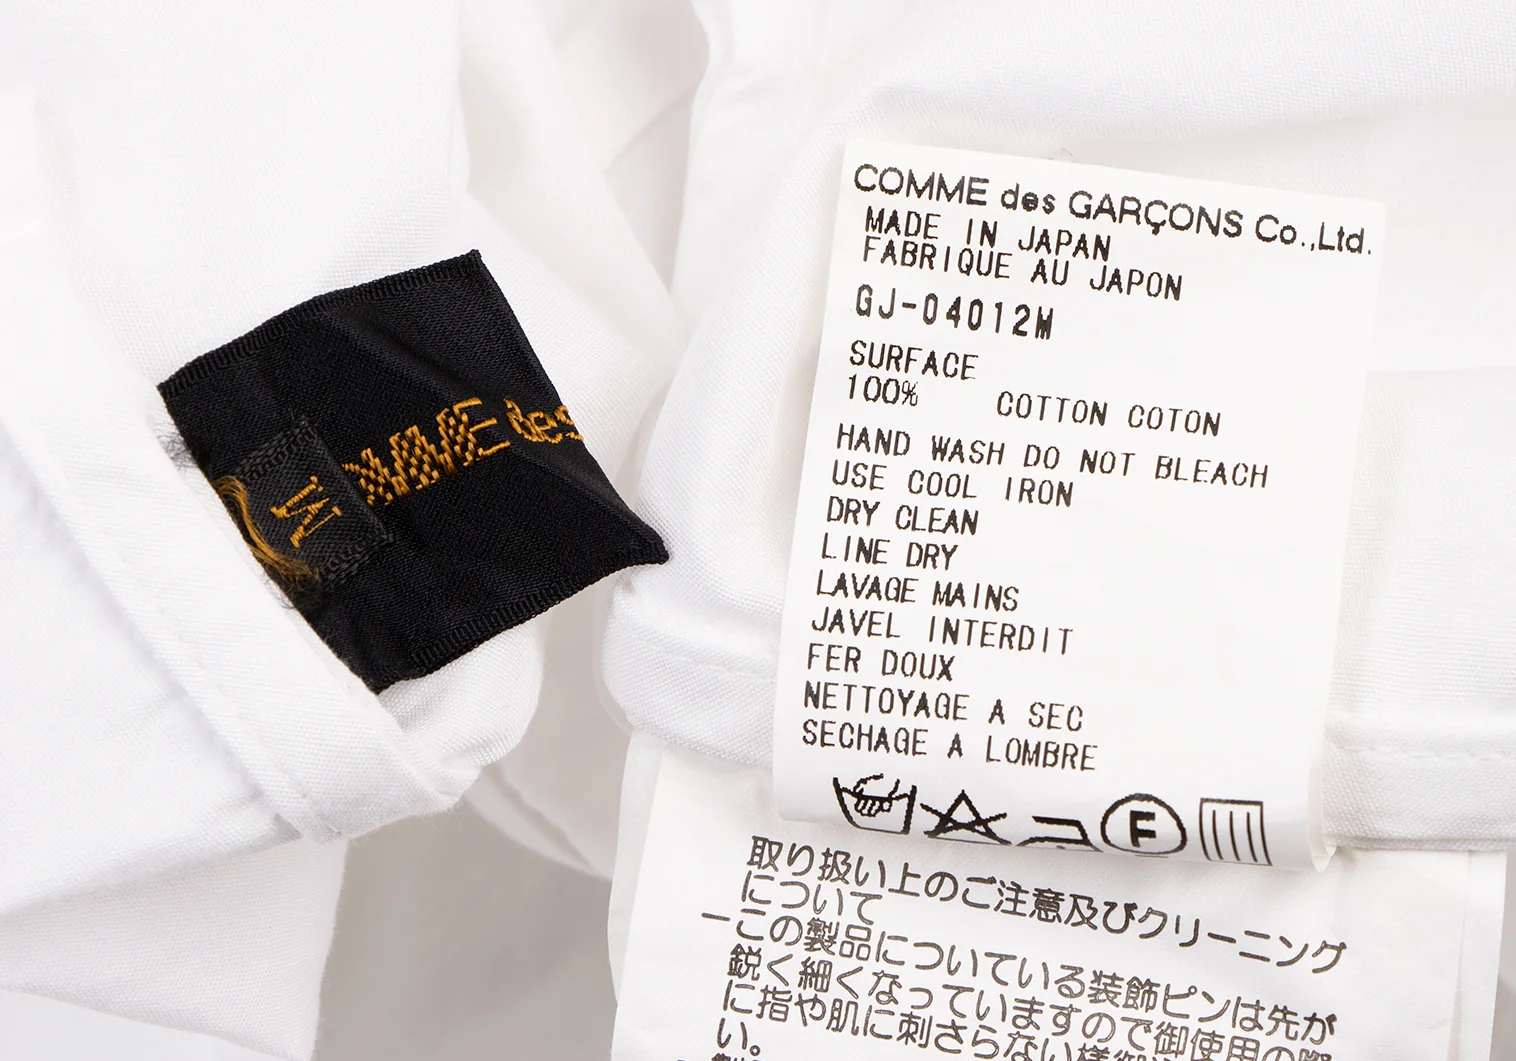 OMME des
M
COMME des GARÇONS Co.,Ltd.
MADE IN JAPAN
FABRIQUE AU JAPON
GJ-04012M
SURFACE
100% COTTON COTON
HAND WASH DO NOT BLEACH
USE COOL IRON
DRY CLEAN
LINE DRY
LAVAGE MAINS
JAVEL INTERDIT
FER DOUX
NETTOYAGE A SEC
SECHAGE A LOMBRE
F
取り扱い上のご注意及びクリーニング
について
ーこの製品についている装飾ピンは先が
鋭く細くなっていますので御使用の際
に指や肌に刺さらない様御
い。